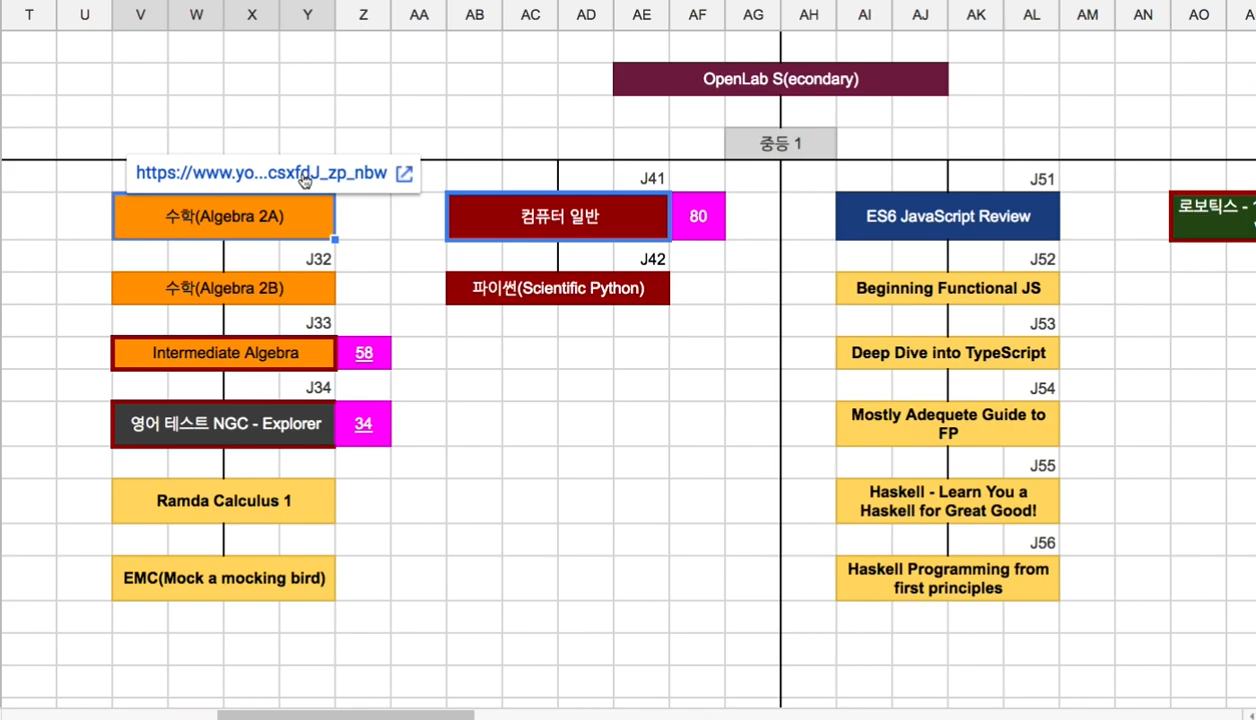 T U V W X Y Z AA AB AC AD AE AF AG AH AI AJ AK AL AM AN AO
OpenLab S(econdary)
중등 1
https://www.yo...csxfdJ_zp_nbw
J41
J51
수학(Algebra 2A)
컴퓨터 일반
80
ES6 JavaScript Review
로보틱스 -
J32
J42
J52
수학(Algebra 2B)
파이썬(Scientific Python)
Beginning Functional JS
J33
J53
Intermediate Algebra
58
Deep Dive into TypeScript
J34
J54
영어 테스트 NGC - Explorer
34
Mostly Adequete Guide to
FP
J55
Ramda Calculus 1
Haskell - Learn You a
Haskell for Great Good!
J56
EMC(Mock a mocking bird)
Haskell Programming from
first principles